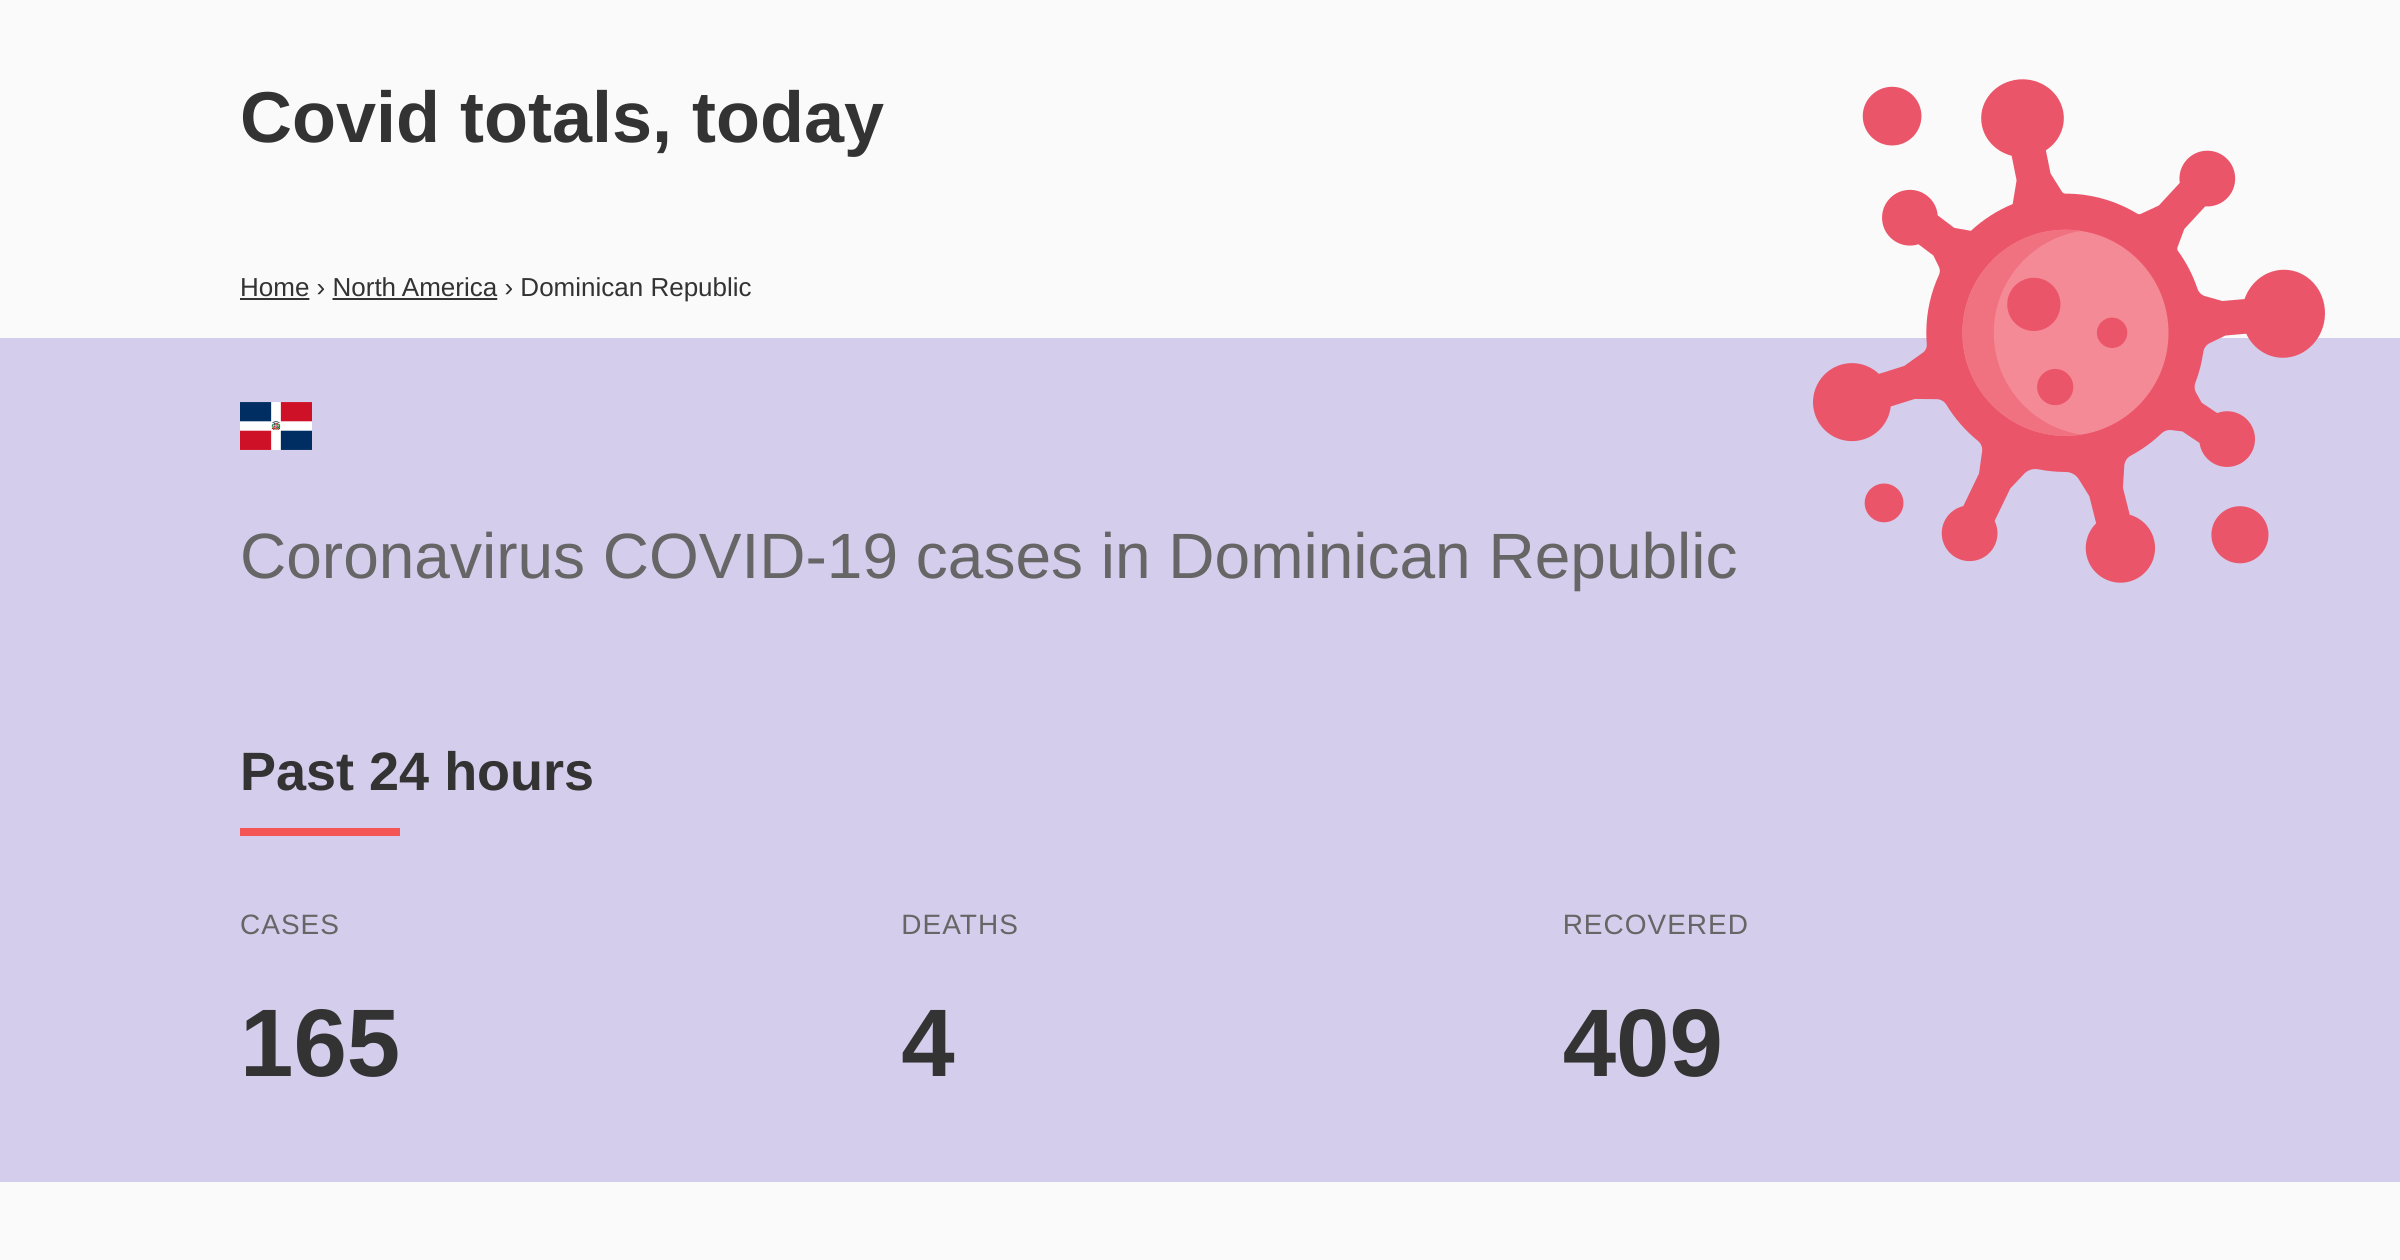 Covid totals, today
Home › North America › Dominican Republic
Coronavirus COVID-19 cases in Dominican Republic
Past 24 hours
CASES DEATHS RECOVERED
165 4 409